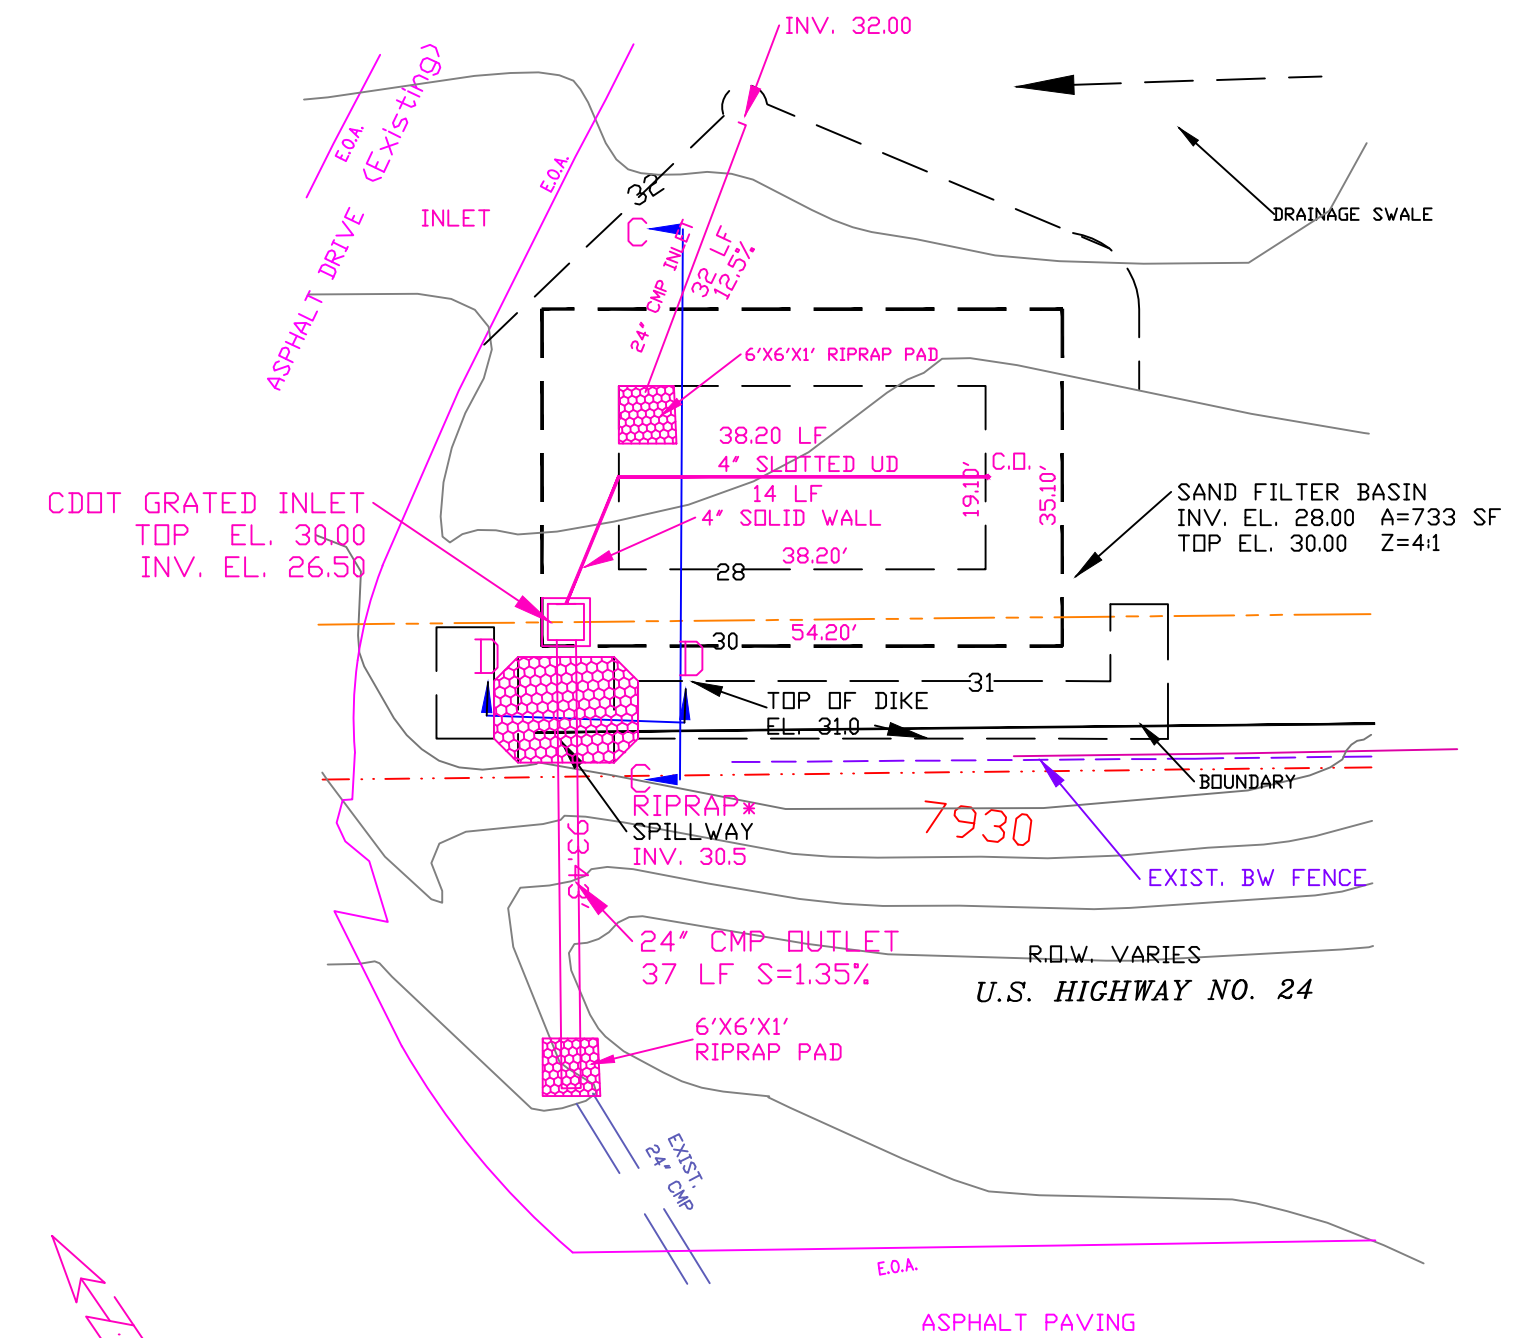 INV. 32.00
E.O.A.
ASPHALT DRIVE (Existing)
E.O.A.
INLET
32
C
24" CMP INLET
32 LF
12.5%
DRAINAGE SWALE
6'X6'X1' RIPRAP PAD
38.20 LF
4" SLOTTED UD
C.O.
14 LF
4" SOLID WALL
19.10'
35.10'
38.20'
28
CDOT GRATED INLET
TOP EL. 30.00
INV. EL. 26.50
SAND FILTER BASIN
INV. EL. 28.00 A=733 SF
TOP EL. 30.00 Z=4:1
54.20'
30
D
D
31
TOP OF DIKE
EL. 31.0
BOUNDARY
C
RIPRAP*
SPILLWAY
INV. 30.5
7930
93.43'
EXIST. BW FENCE
24" CMP OUTLET
37 LF S=1.35%
R.O.W. VARIES
U.S. HIGHWAY NO. 24
6'X6'X1'
RIPRAP PAD
EXIST.
24" CMP
E.O.A.
ASPHALT PAVING